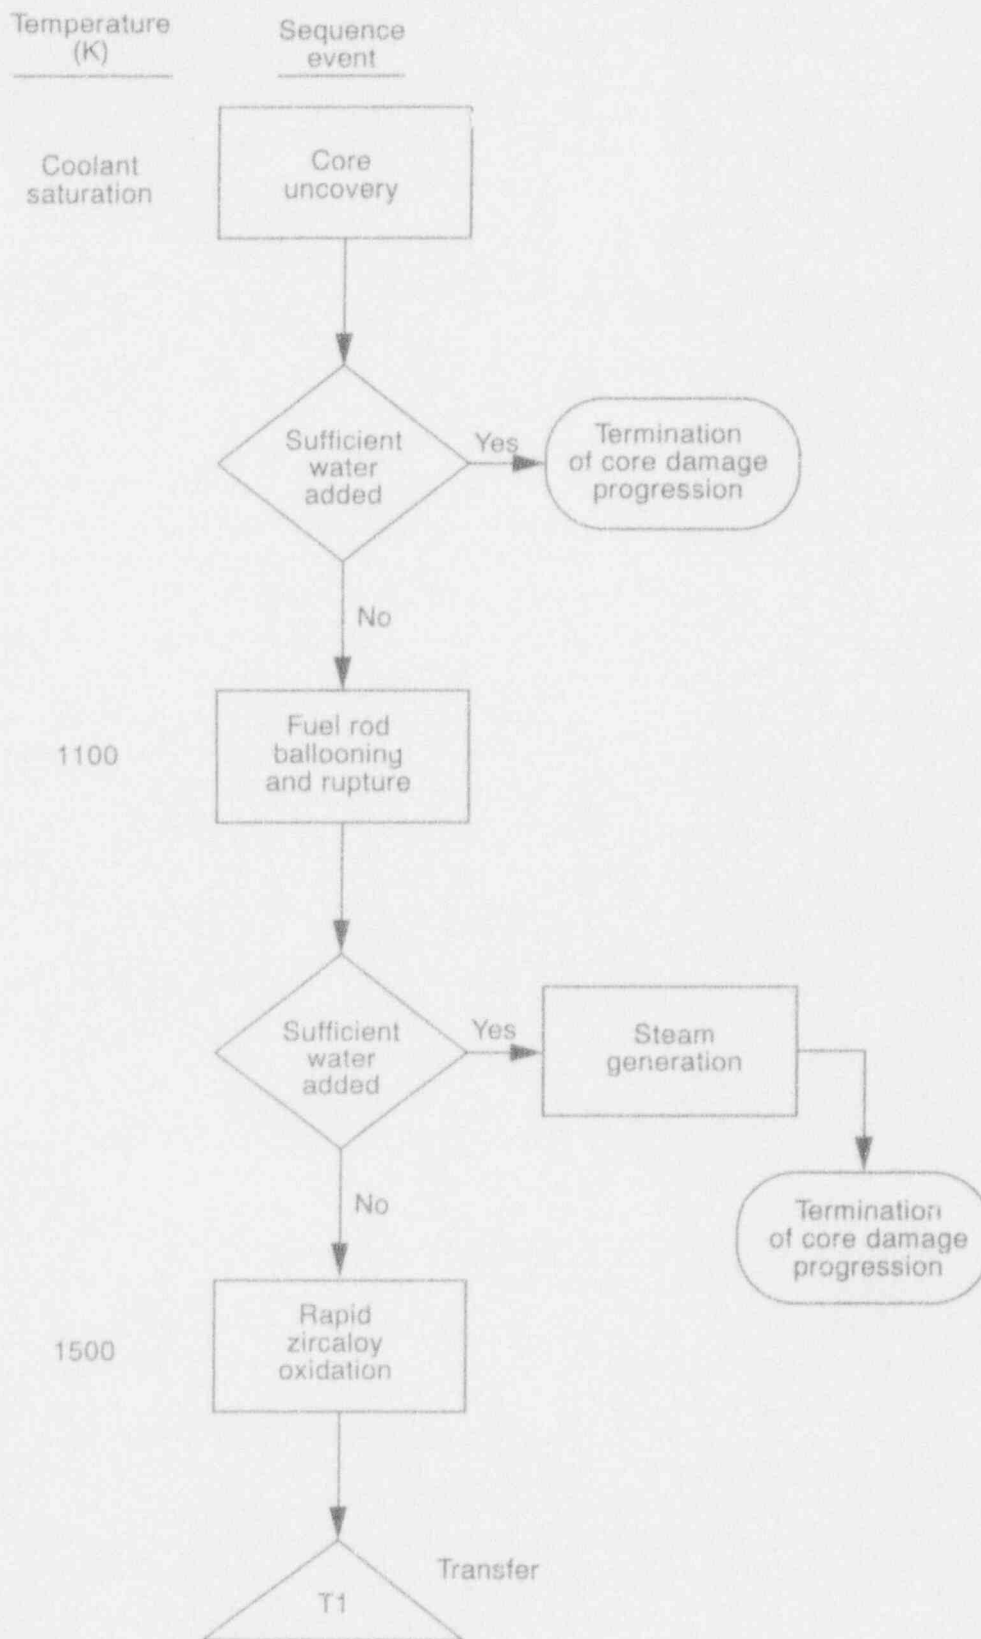 Temperature
(K)
Sequence
event
Coolant
saturation
Core
uncovery
Sufficient
water
added
Yes
Termination
of core damage
progression
No
1100
Fuel rod
ballooning
and rupture
Sufficient
water
added
Yes
Steam
generation
No
Termination
of core damage
progression
1500
Rapid
zircaloy
oxidation
Transfer
T1